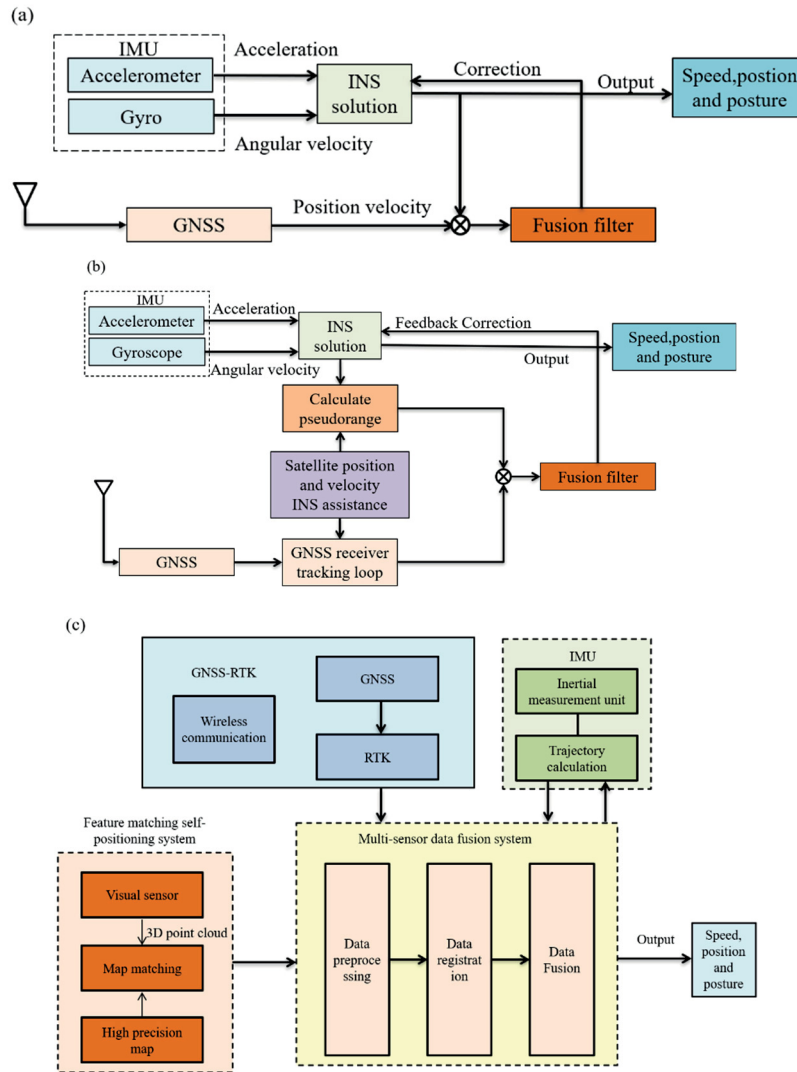 (a)
IMU
Accelerometer
Gyro
Acceleration
Angular velocity
INS
solution
Correction
Output
Speed,postion
and posture
GNSS
Position velocity
Fusion filter
(b)
IMU
Accelerometer
Gyroscope
Acceleration
Angular velocity
INS
solution
Feedback Correction
Output
Speed,postion
and posture
Calculate
pseudorange
Satellite position
and velocity
INS assistance
Fusion filter
GNSS
GNSS receiver
tracking loop
(c)
GNSS-RTK
Wireless
communication
GNSS
RTK
IMU
Inertial
measurement unit
Trajectory
calculation
Feature matching self-
positioning system
Visual sensor
3D point cloud
Map matching
High precision
map
Multi-sensor data fusion system
Data
preproce
ssing
Data
registrat
ion
Data
Fusion
Output
Speed,
position
and
posture